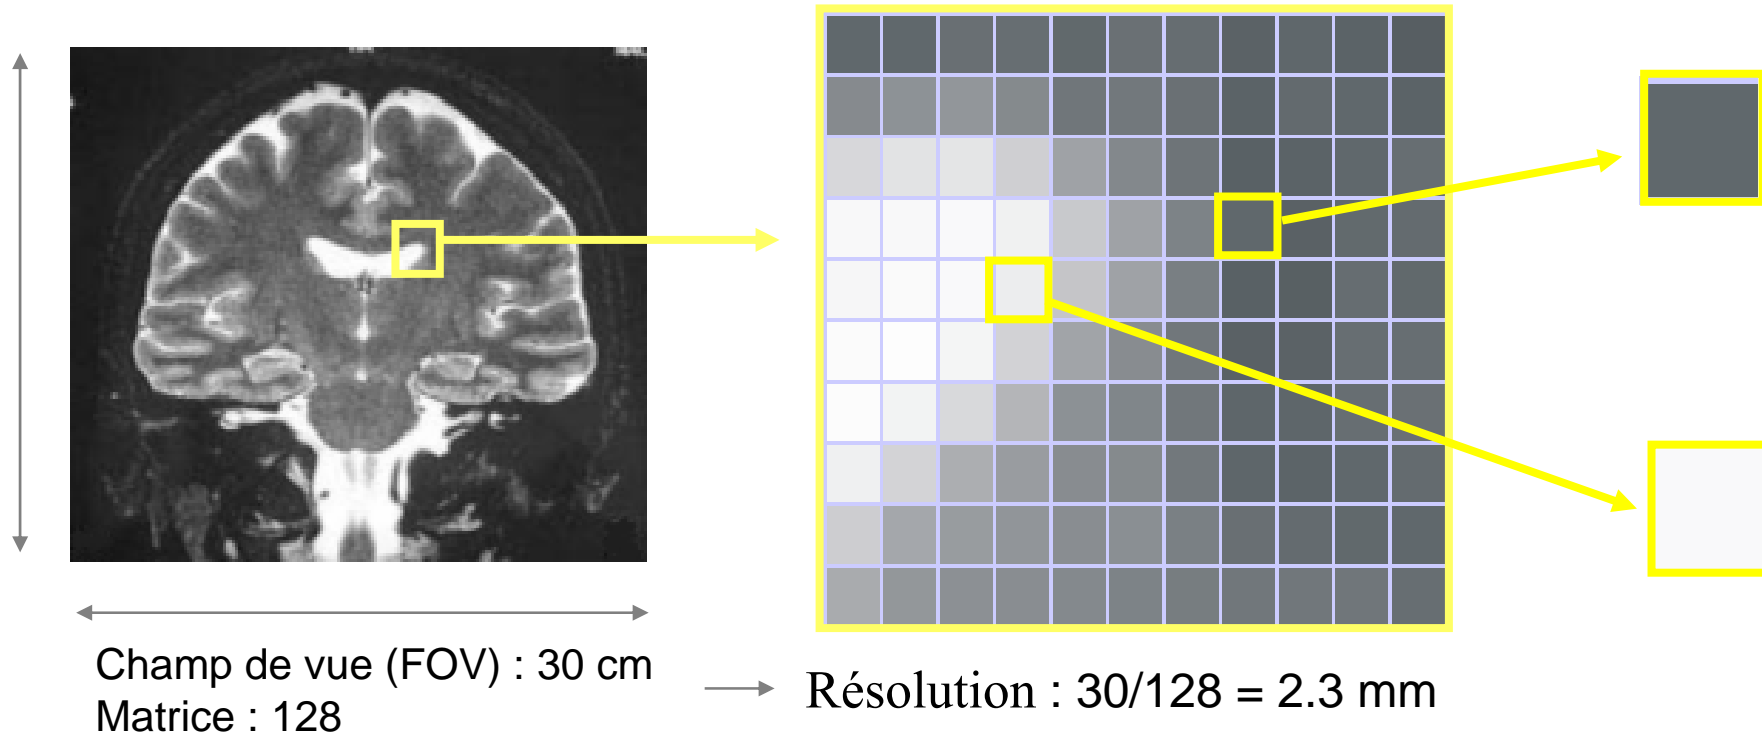 Champ de vue (FOV) : 30 cm
Matrice : 128
Résolution : 30/128 = 2.3 mm